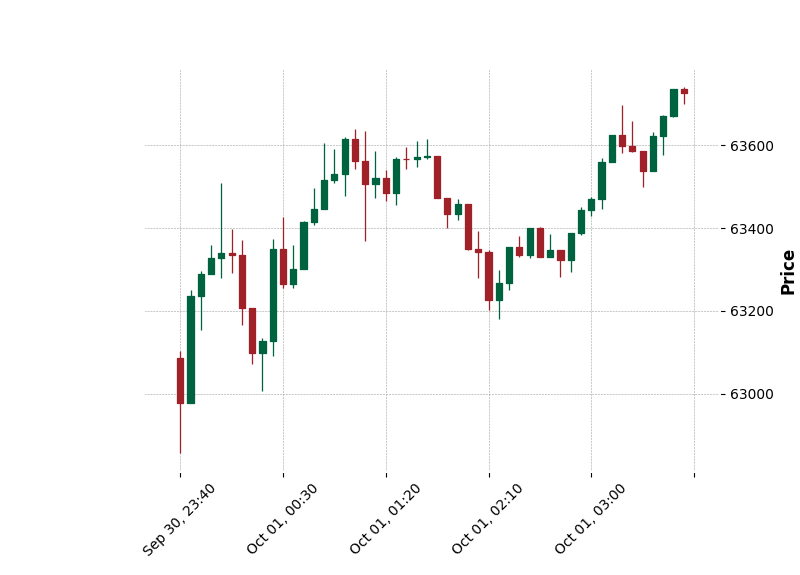 63600
63400
63200
63000
Price
Sep 30, 23:40
Oct 01, 00:30
Oct 01, 01:20
Oct 01, 02:10
Oct 01, 03:00